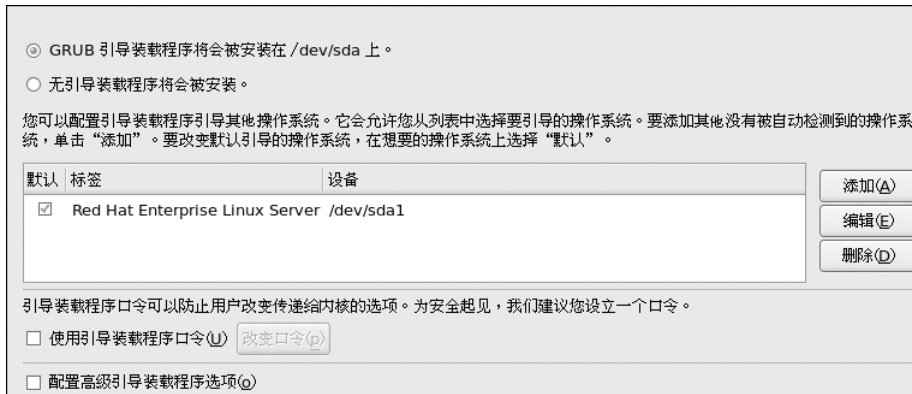 GRUB 引导装载程序将会被安装在 /dev/sda 上。
无引导装载程序将会被安装。
您可以配置引导装载程序引导其他操作系统。它会允许您从列表中选择要引导的操作系统。要添加其他没有被自动检测到的操作系
统，单击“添加”。要改变默认引导的操作系统，在想要的操作系统上选择“默认”。
默认 标签 设备
Red Hat Enterprise Linux Server /dev/sda1
添加(A)
编辑(E)
删除(D)
引导装载程序口令可以防止用户改变传递给内核的选项。为安全起见，我们建议您设立一个口令。
使用引导装载程序口令(U) 改变口令(p)
配置高级引导装载程序选项(o)